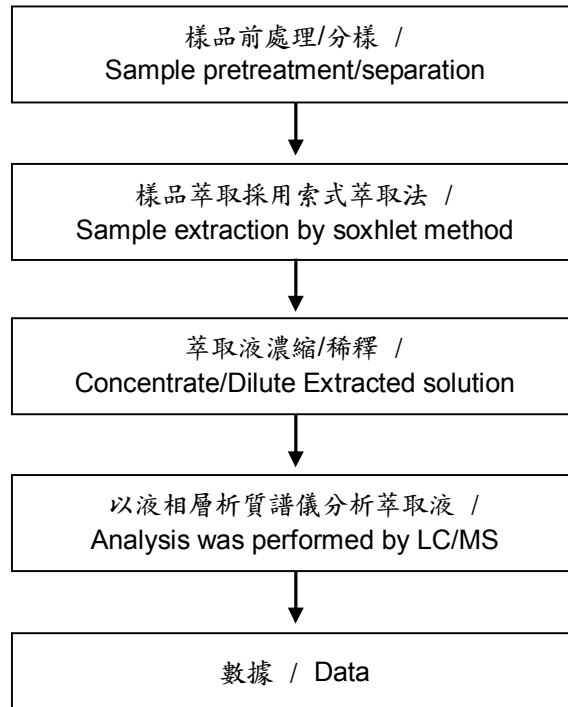 樣品前處理/分樣 /
Sample pretreatment/separation
樣品萃取採用索式萃取法 /
Sample extraction by soxhlet method
萃取液濃縮/稀釋 /
Concentrate/Dilute Extracted solution
以液相層析質譜儀分析萃取液 /
Analysis was performed by LC/MS
數據 / Data